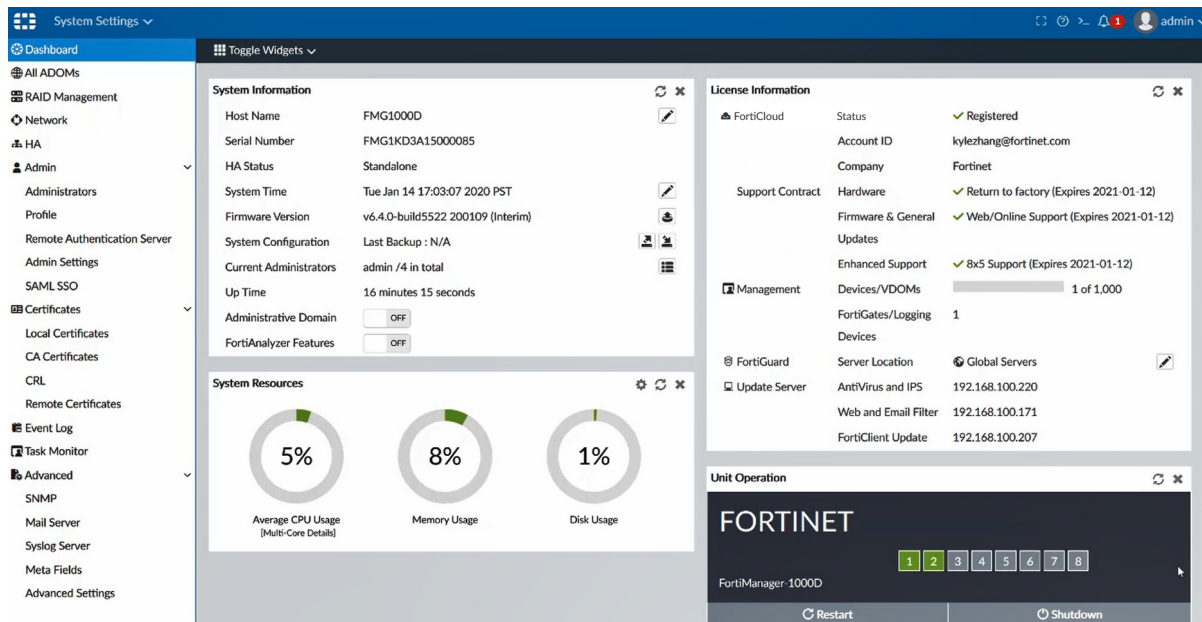 System Settings
1
admin
Dashboard
All ADOMs
RAID Management
Network
HA
Admin
Administrators
Profile
Remote Authentication Server
Admin Settings
SAML SSO
Certificates
Local Certificates
CA Certificates
CRL
Remote Certificates
Event Log
Task Monitor
Advanced
SNMP
Mail Server
Syslog Server
Meta Fields
Advanced Settings
Toggle Widgets
System Information
Host Name FMG1000D
Serial Number FMG1KD3A15000085
HA Status Standalone
System Time Tue Jan 14 17:03:07 2020 PST
Firmware Version v6.4.0-build5522 200109 (Interim)
System Configuration Last Backup : N/A
Current Administrators admin /4 in total
Up Time 16 minutes 15 seconds
Administrative Domain OFF
FortiAnalyzer Features OFF
System Resources
5% 8% 1%
Average CPU Usage Memory Usage Disk Usage
[Multi-Core Details]
License Information
FortiCloud Status Registered
Account ID kylezhang@fortinet.com
Company Fortinet
Support Contract Hardware Return to factory (Expires 2021-01-12)
Firmware & General Web/Online Support (Expires 2021-01-12)
Updates
Enhanced Support 8x5 Support (Expires 2021-01-12)
Management Devices/VDOMs 1 of 1,000
FortiGates/Logging 1
Devices
FortiGuard Server Location Global Servers
Update Server AntiVirus and IPS 192.168.100.220
Web and Email Filter 192.168.100.171
FortiClient Update 192.168.100.207
Unit Operation
FORTINET
1 2 3 4 5 6 7 8
FortiManager-1000D
Restart Shutdown